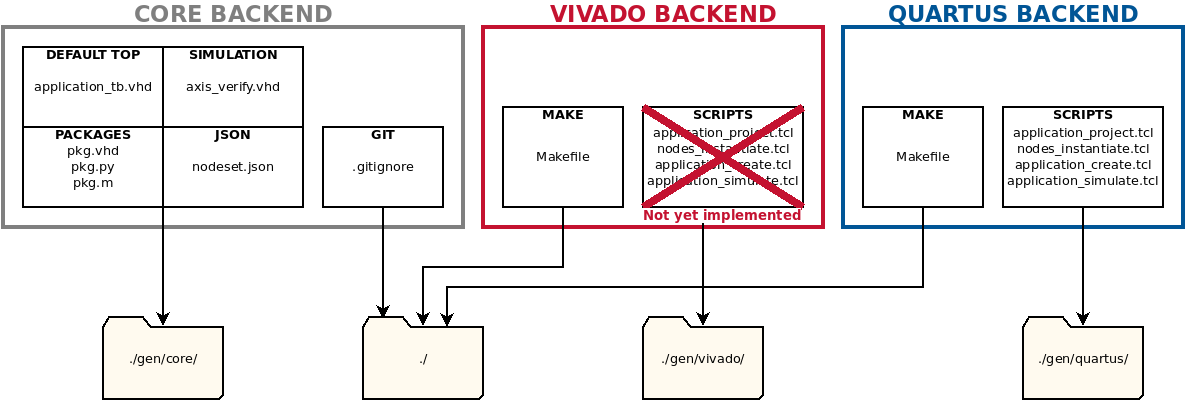 CORE BACKEND
DEFAULT TOP
application_tb.vhd
SIMULATION
axis_verify.vhd
PACKAGES
pkg.vhd
pkg.py
pkg.m
JSON
nodeset.json
GIT
.gitignore
VIVADO BACKEND
MAKE
Makefile
SCRIPTS
application_project.tcl
nodes_instantiate.tcl
application_create.tcl
application_simulate.tcl
Not yet implemented
QUARTUS BACKEND
MAKE
Makefile
SCRIPTS
application_project.tcl
nodes_instantiate.tcl
application_create.tcl
application_simulate.tcl
./gen/core/
./
./gen/vivado/
./gen/quartus/